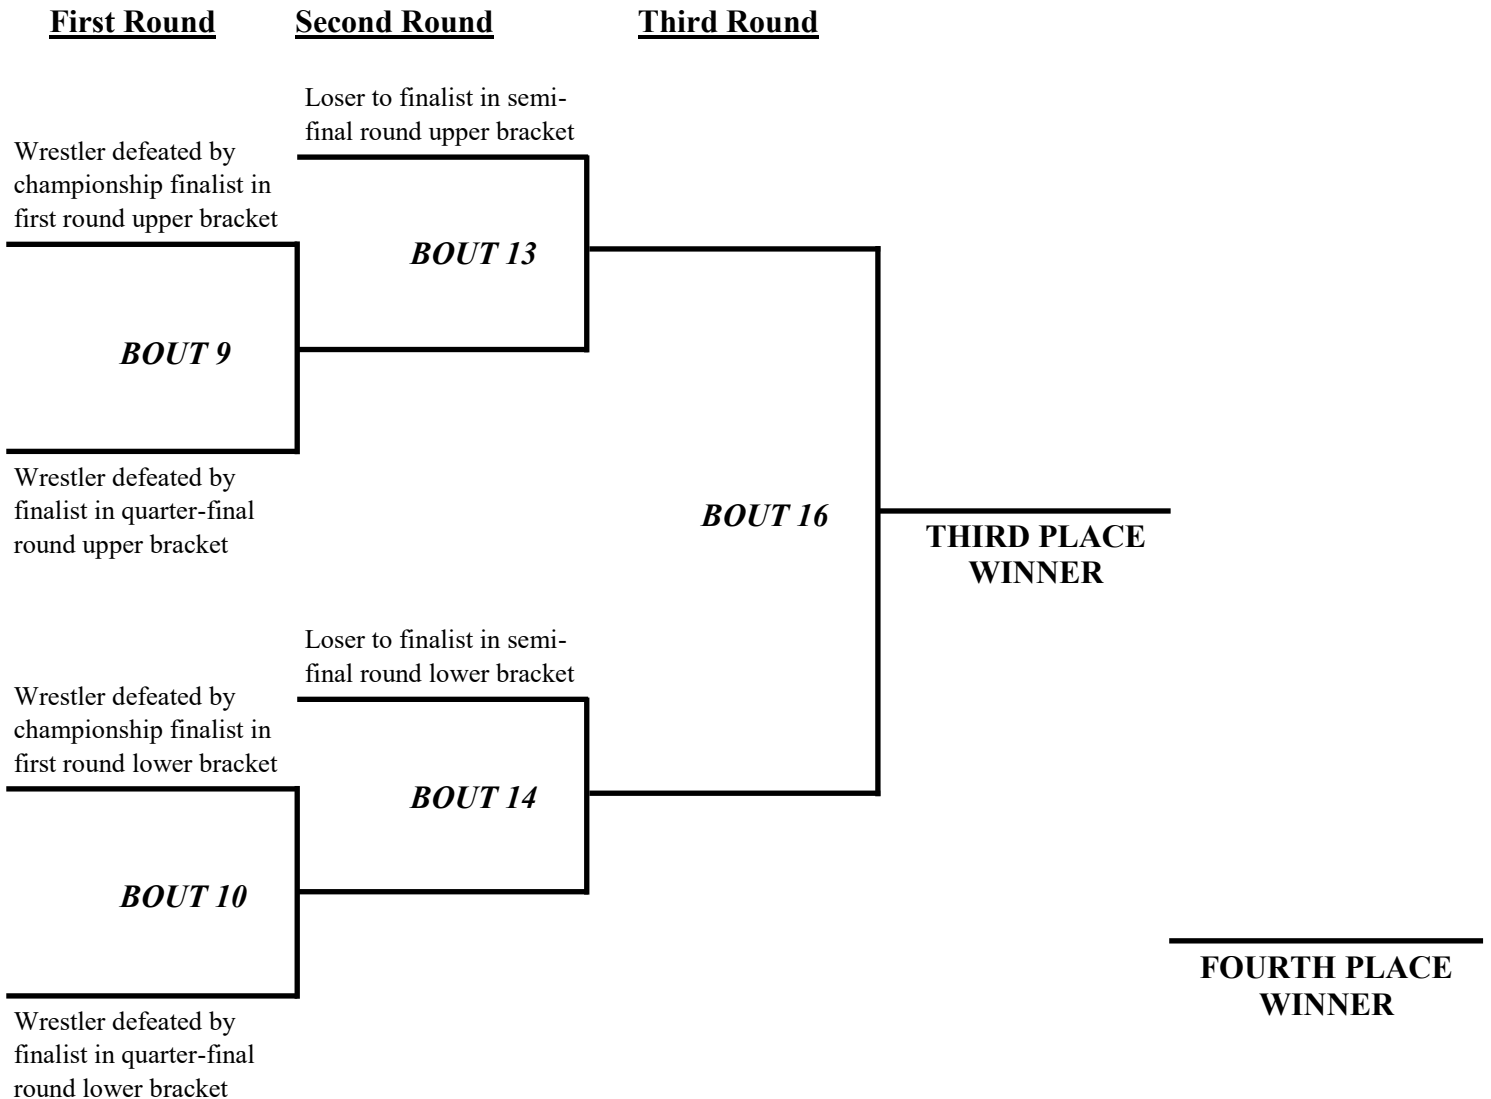 First Round
Second Round
Third Round
Loser to finalist in semi-
final round upper bracket
Wrestler defeated by
championship finalist in
first round upper bracket
BOUT 13
BOUT 9
Wrestler defeated by
finalist in quarter-final
round upper bracket
BOUT 16
THIRD PLACE
WINNER
Loser to finalist in semi-
final round lower bracket
Wrestler defeated by
championship finalist in
first round lower bracket
BOUT 14
BOUT 10
FOURTH PLACE
WINNER
Wrestler defeated by
finalist in quarter-final
round lower bracket